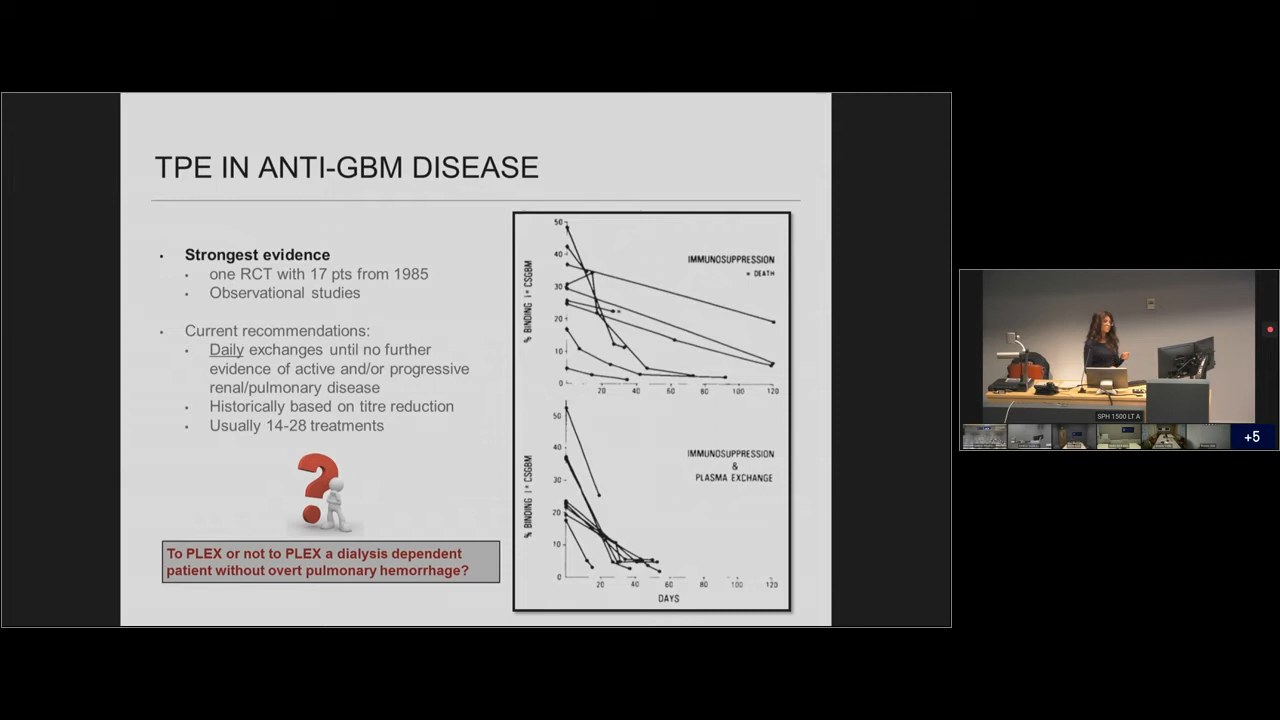 TPE IN ANTI-GBM DISEASE
Strongest evidence
one RCT with 17 pts from 1985
Observational studies
Current recommendations:
Daily exchanges until no further
evidence of active and/or progressive
renal/pulmonary disease
Historically based on titre reduction
Usually 14-28 treatments
To PLEX or not to PLEX a dialysis dependent
patient without overt pulmonary hemorrhage?
50
40
30
20
10
0
% BINDING I* CSGBM
IMMUNOSUPPRESSION
* DEATH
20
40
60
80
100
120
50
40
30
20
10
0
% BINDING I* CSGBM
IMMUNOSUPPRESSION
&
PLASMA EXCHANGE
20
40
60
80
100
120
DAYS
SPH 1500 LT A
+5